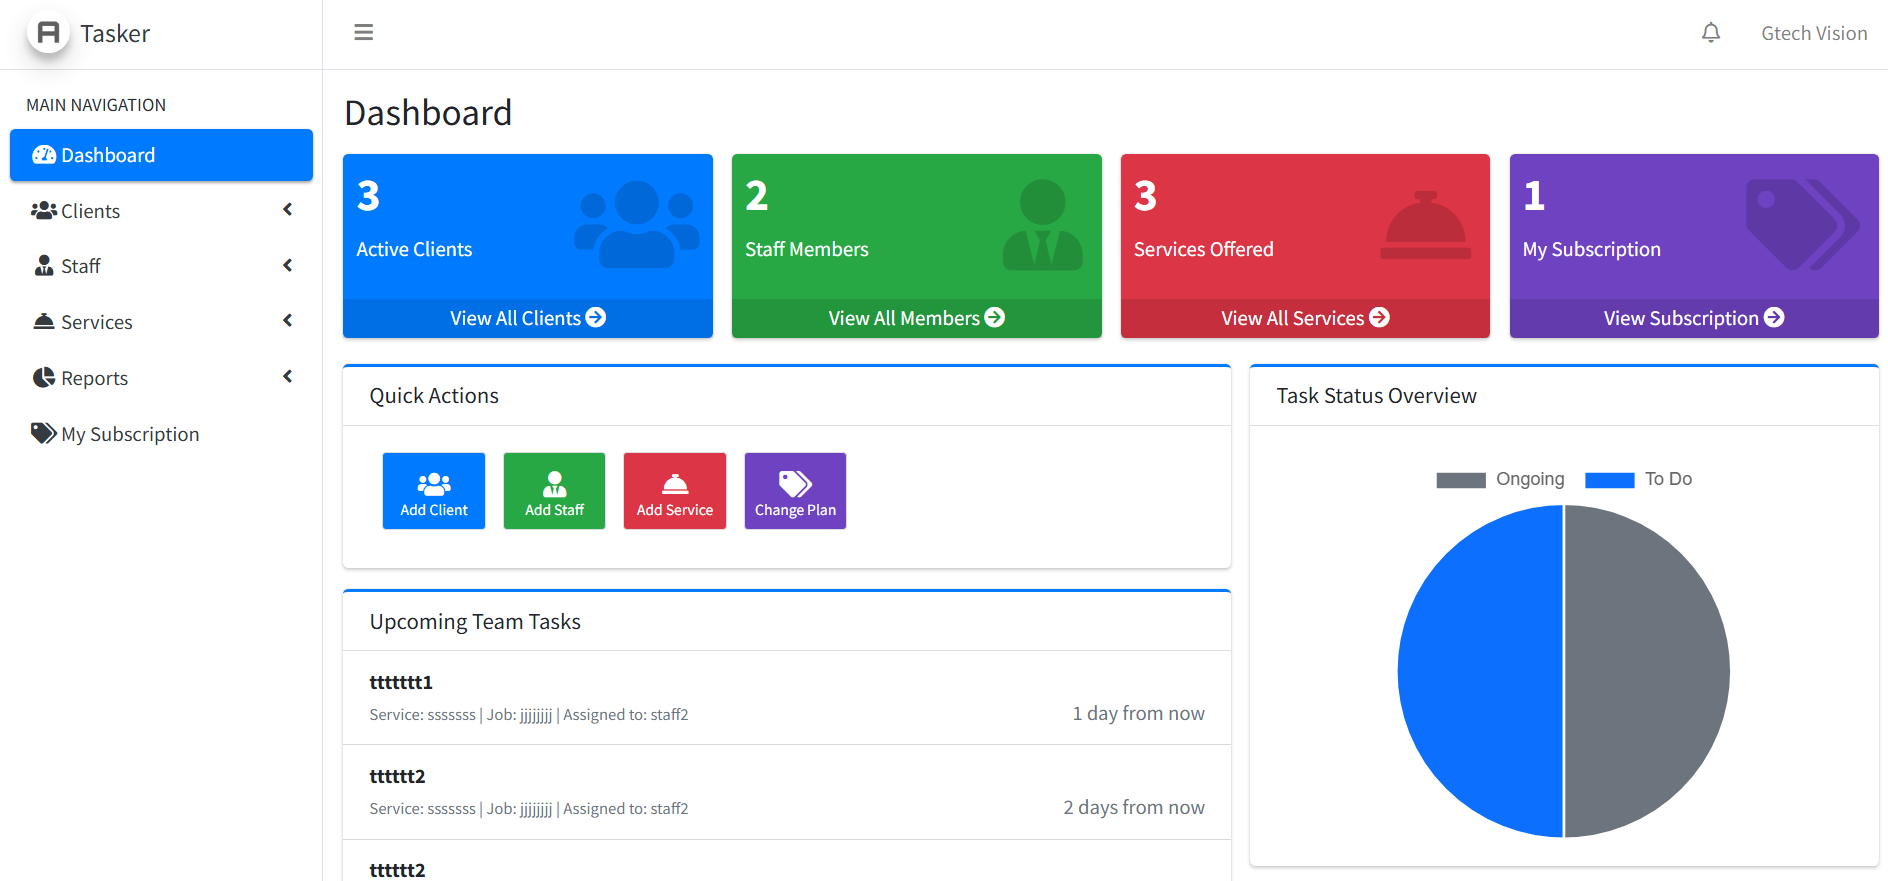 Tasker
Gtech Vision
MAIN NAVIGATION
Dashboard
Clients
Staff
Services
Reports
My Subscription
Dashboard
3
Active Clients
View All Clients
2
Staff Members
View All Members
3
Services Offered
View All Services
1
My Subscription
View Subscription
Quick Actions
Add Client
Add Staff
Add Service
Change Plan
Task Status Overview
Ongoing
To Do
Upcoming Team Tasks
ttttttt1
Service: sssssss | Job: jjjjjjjj | Assigned to: staff2
1 day from now
tttttt2
Service: sssssss | Job: jjjjjjjj | Assigned to: staff2
2 days from now
tttttt2